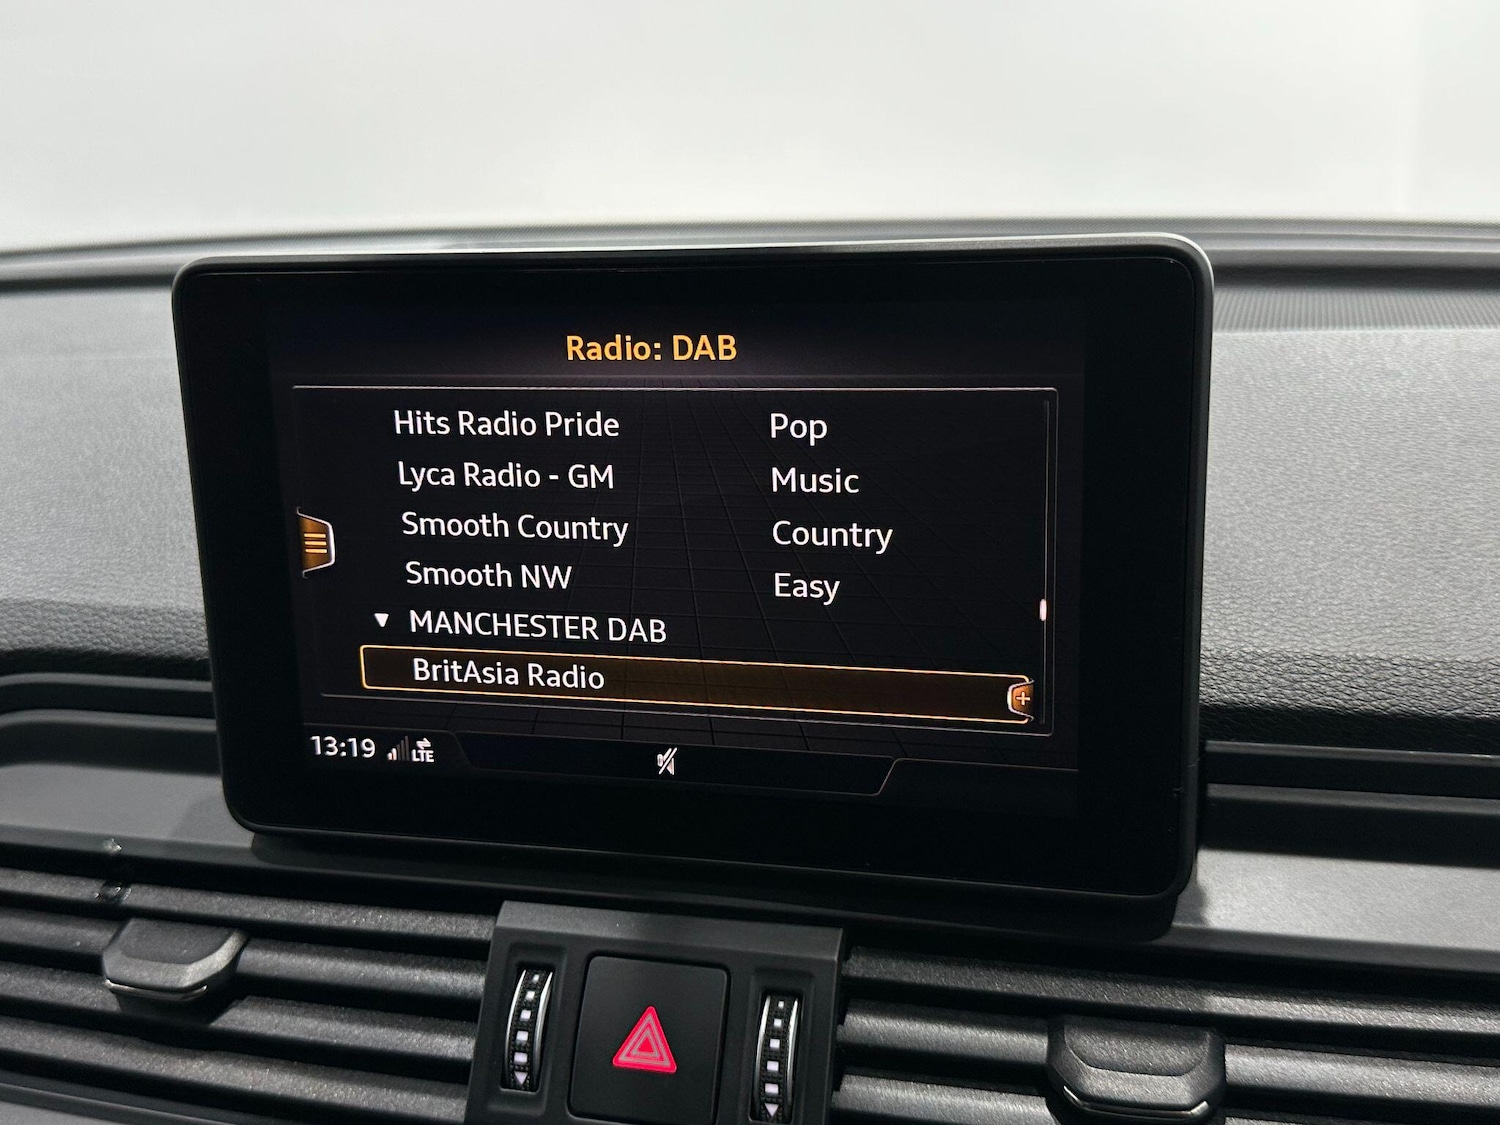 Radio: DAB
Hits Radio Pride Pop
Lyca Radio - GM Music
Smooth Country Country
Smooth NW Easy
MANCHESTER DAB
BritAsia Radio
13:19 LTE